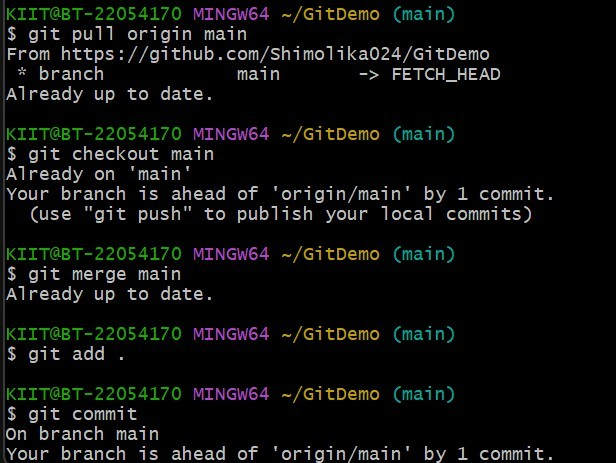 KIIT@BT-22054170 MINGW64 ~/GitDemo (main)
$ git pull origin main
From https://github.com/Shimolika024/GitDemo
 * branch            main       -> FETCH_HEAD
Already up to date.

KIIT@BT-22054170 MINGW64 ~/GitDemo (main)
$ git checkout main
Already on 'main'
Your branch is ahead of 'origin/main' by 1 commit.
  (use "git push" to publish your local commits)

KIIT@BT-22054170 MINGW64 ~/GitDemo (main)
$ git merge main
Already up to date.

KIIT@BT-22054170 MINGW64 ~/GitDemo (main)
$ git add .

KIIT@BT-22054170 MINGW64 ~/GitDemo (main)
$ git commit
On branch main
Your branch is ahead of 'origin/main' by 1 commit.